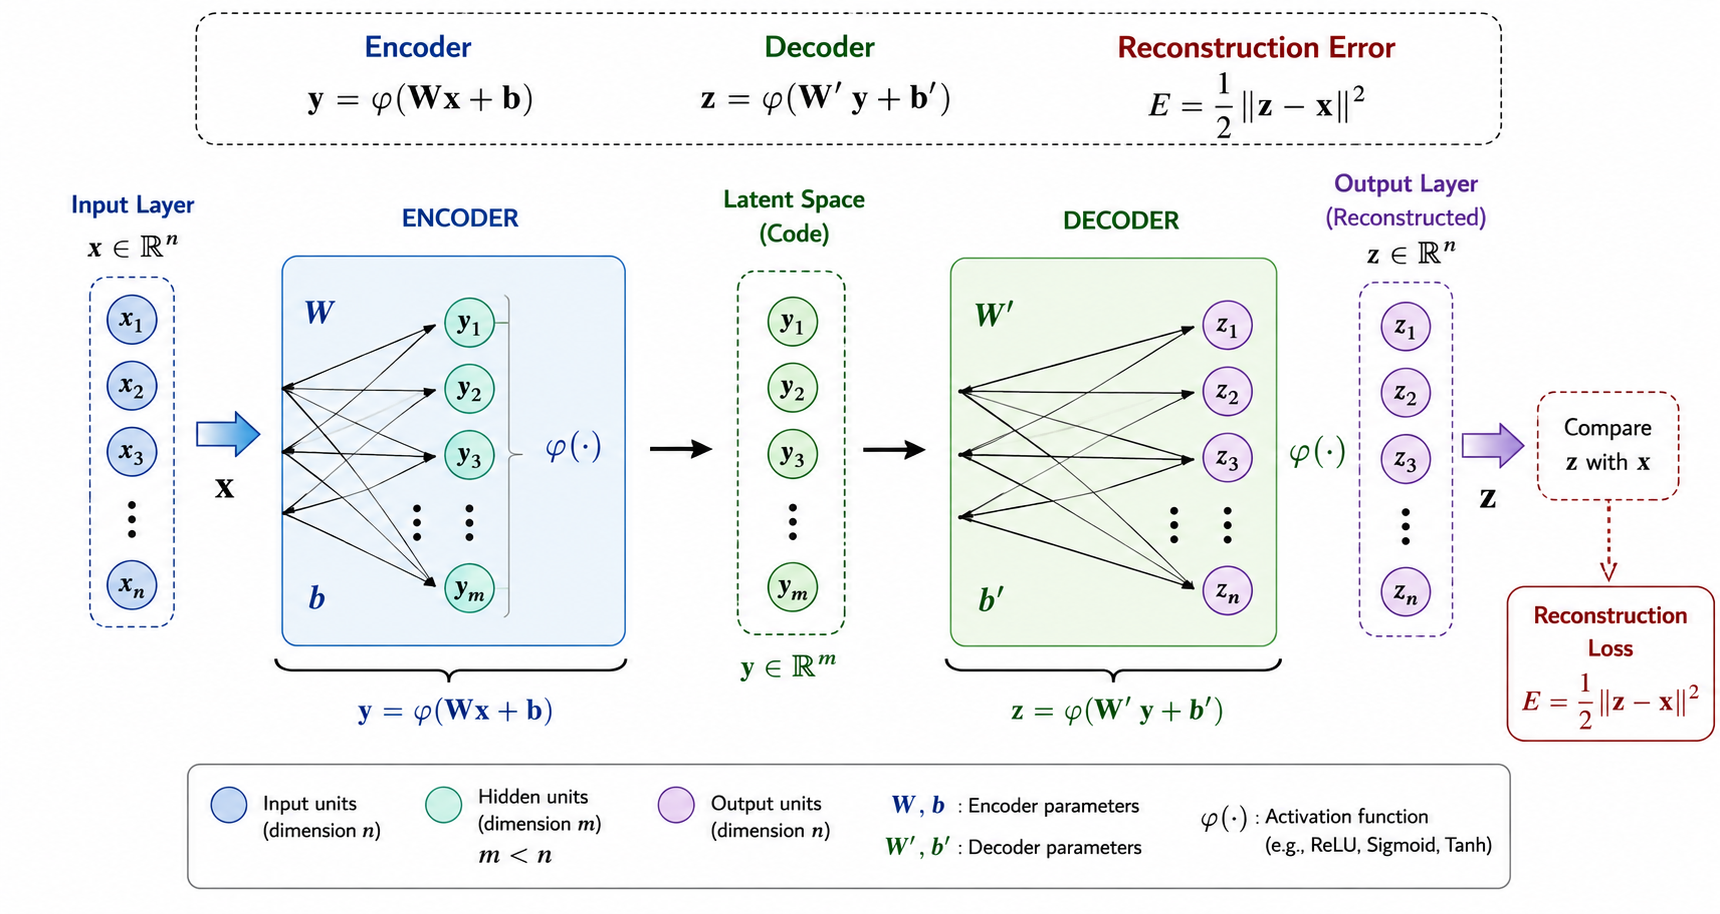 Encoder
y = φ(Wx + b)
Decoder
z = φ(W′ y + b′)
Reconstruction Error
E = 1/2 ‖z − x‖²
Input Layer
x ∈ ℝⁿ
x₁
x₂
x₃
⋮
xₙ
x
ENCODER
W
b
y₁
y₂
y₃
⋮ ⋮
yₘ
φ(·)
y = φ(Wx + b)
Latent Space
(Code)
y₁
y₂
y₃
⋮
yₘ
y ∈ ℝᵐ
DECODER
W′
b′
z₁
z₂
z₃
⋮ ⋮
zₙ
φ(·)
z = φ(W′ y + b′)
Output Layer
(Reconstructed)
z ∈ ℝⁿ
z₁
z₂
z₃
⋮
zₙ
z
Compare
z with x
Reconstruction
Loss
E = 1/2 ‖z − x‖²
Input units
(dimension n)
Hidden units
(dimension m)
m < n
Output units
(dimension n)
W, b : Encoder parameters
W′, b′ : Decoder parameters
φ(·) : Activation function
(e.g., ReLU, Sigmoid, Tanh)